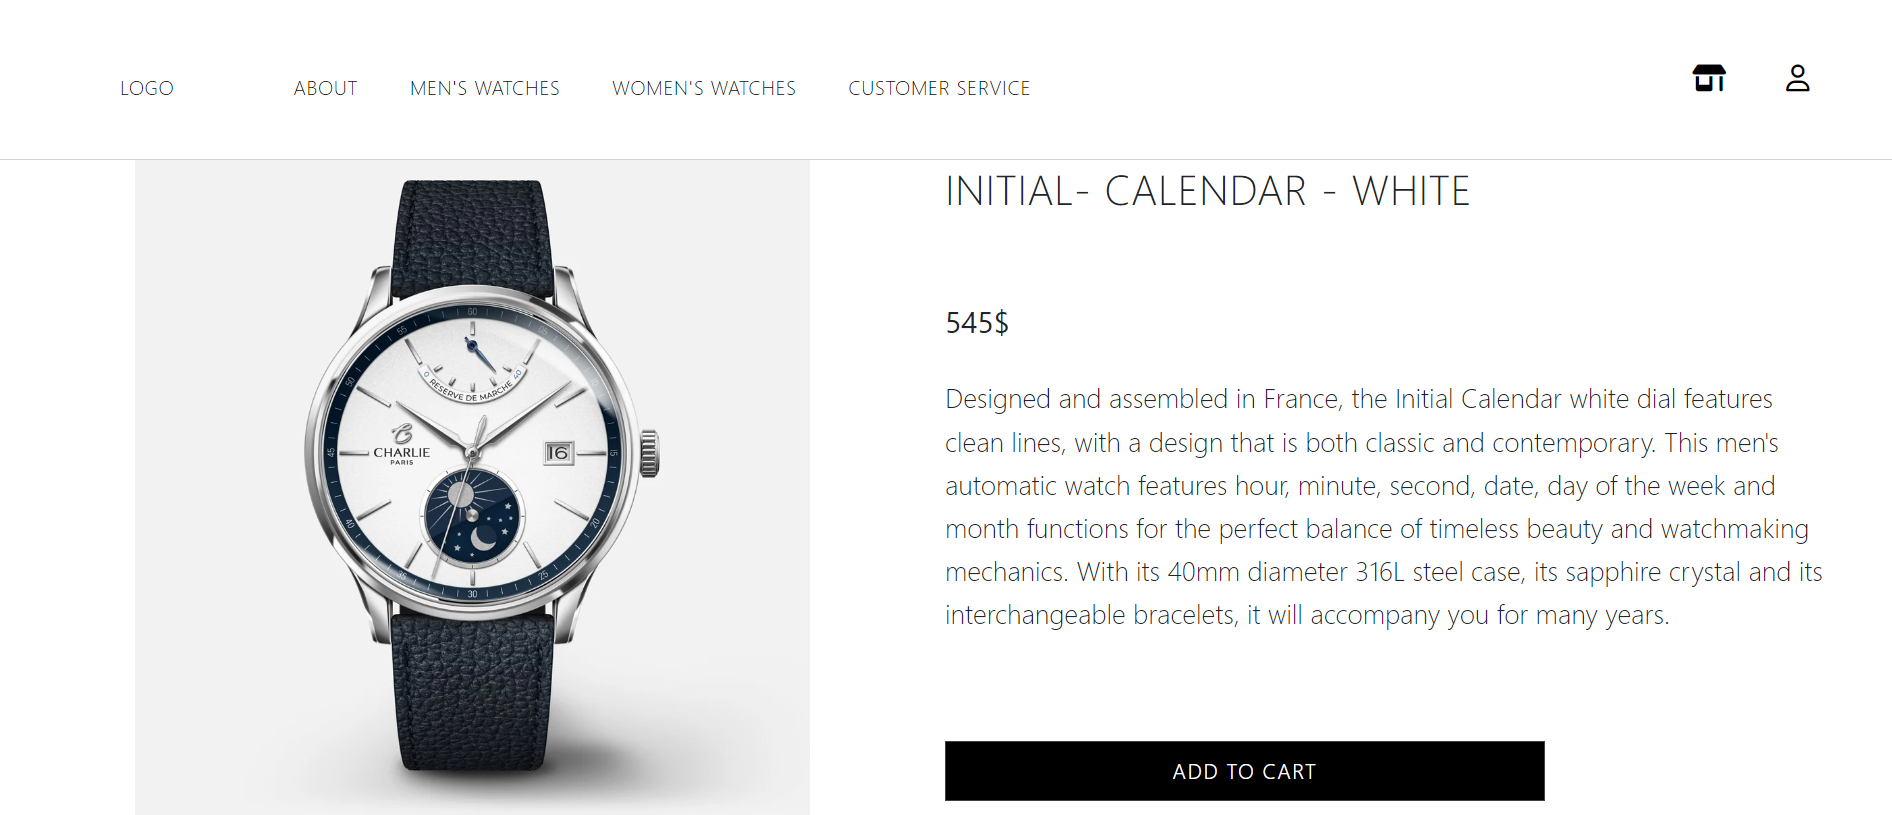 LOGO ABOUT MEN'S WATCHES WOMEN'S WATCHES CUSTOMER SERVICE
INITIAL- CALENDAR - WHITE
545$
Designed and assembled in France, the Initial Calendar white dial features
clean lines, with a design that is both classic and contemporary. This men's
automatic watch features hour, minute, second, date, day of the week and
month functions for the perfect balance of timeless beauty and watchmaking
mechanics. With its 40mm diameter 316L steel case, its sapphire crystal and its
interchangeable bracelets, it will accompany you for many years.
ADD TO CART
60
05
15
20
25
30
35
40
45
50
55
0 RESERVE DE MARCHE 40
CHARLIE
PARIS
16